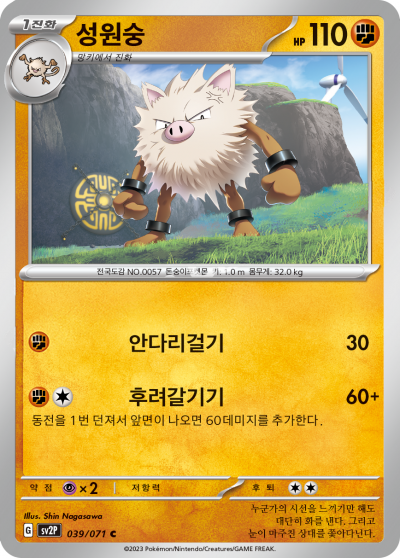 1진화 성원숭 HP 110
망키에서 진화
전국도감 NO.0057 돈숭이포켓몬 키: 1.0 m 몸무게: 32.0 kg
안다리걸기 30
후려갈기기 60+
동전을 1번 던져서 앞면이 나오면 60데미지를 추가한다.
약점 ×2 저항력 후퇴
Illus. Shin Nagasawa
G SV2P 039/071 C
누군가의 시선을 느끼기만 해도
대단히 화를 낸다. 그리고는
눈이 마주친 상대를 쫓아다닌다.
©2023 Pokémon/Nintendo/Creatures/GAME FREAK.